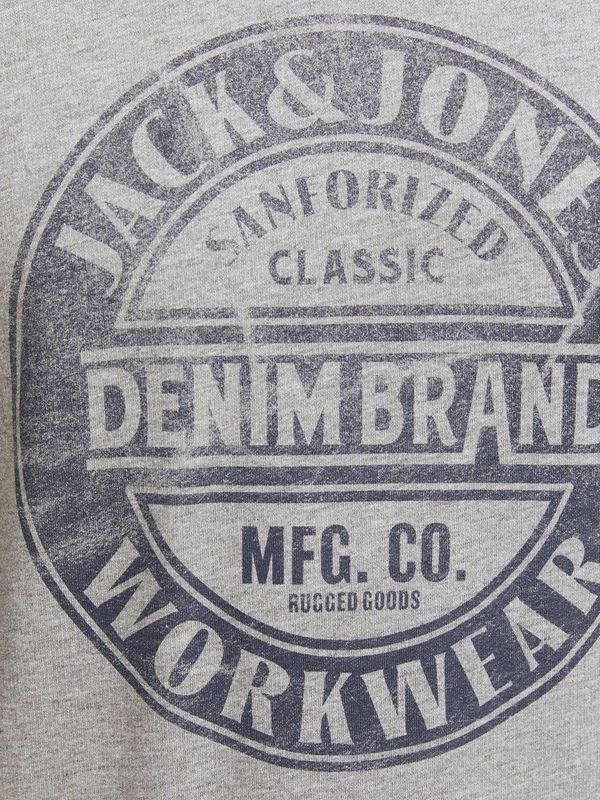 JACK & JONES
SANFORIZED
CLASSIC
DENIM BRAND
MFG. CO.
RUGGED GOODS
WORKWEAR